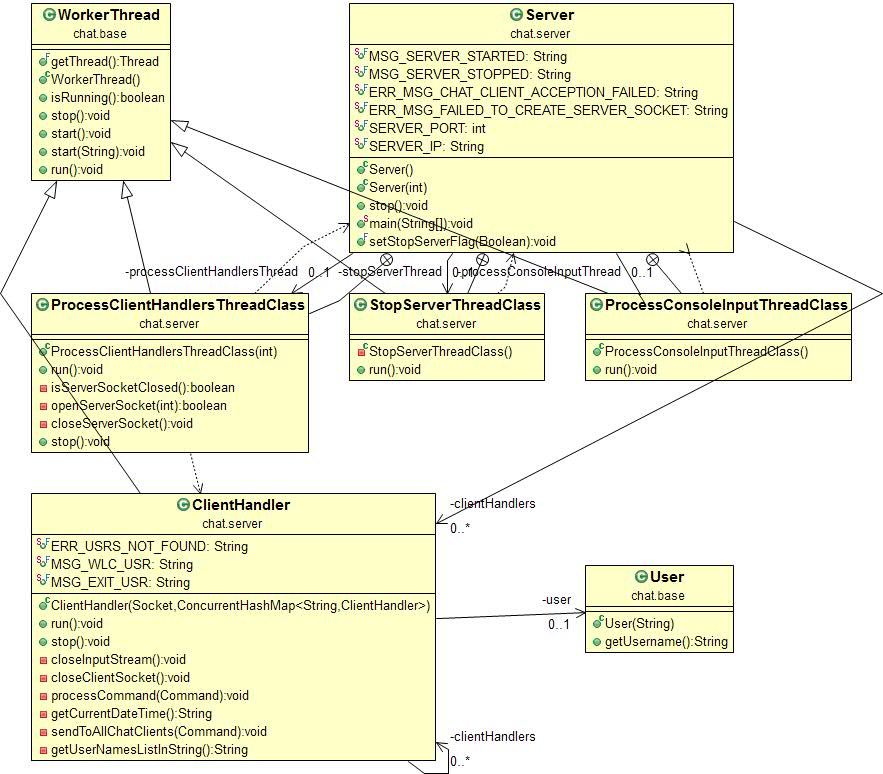 WorkerThread
chat.base
getThread():Thread
WorkerThread()
isRunning():boolean
stop():void
start():void
start(String):void
run():void
Server
chat.server
MSG_SERVER_STARTED: String
MSG_SERVER_STOPPED: String
ERR_MSG_CHAT_CLIENT_ACCEPTION_FAILED: String
ERR_MSG_FAILED_TO_CREATE_SERVER_SOCKET: String
SERVER_PORT: int
SERVER_IP: String
Server()
Server(int)
stop():void
main(String[]):void
setStopServerFlag(Boolean):void
-processClientHandlersThread 0..1
-stopServerThread 0..1
-processConsoleInputThread 0..1
ProcessClientHandlersThreadClass
chat.server
ProcessClientHandlersThreadClass(int)
run():void
isServerSocketClosed():boolean
openServerSocket(int):boolean
closeServerSocket():void
stop():void
StopServerThreadClass
chat.server
StopServerThreadClass()
run():void
ProcessConsoleInputThreadClass
chat.server
ProcessConsoleInputThreadClass()
run():void
ClientHandler
chat.server
ERR_USRS_NOT_FOUND: String
MSG_WLC_USR: String
MSG_EXIT_USR: String
ClientHandler(Socket,ConcurrentHashMap<String,ClientHandler>)
run():void
stop():void
closeInputStream():void
closeClientSocket():void
processCommand(Command):void
getCurrentDateTime():String
sendToAllChatClients(Command):void
getUserNamesListInString():String
-clientHandlers
0..*
-user
0..1
User
chat.base
User(String)
getUsername():String
-clientHandlers
0..*